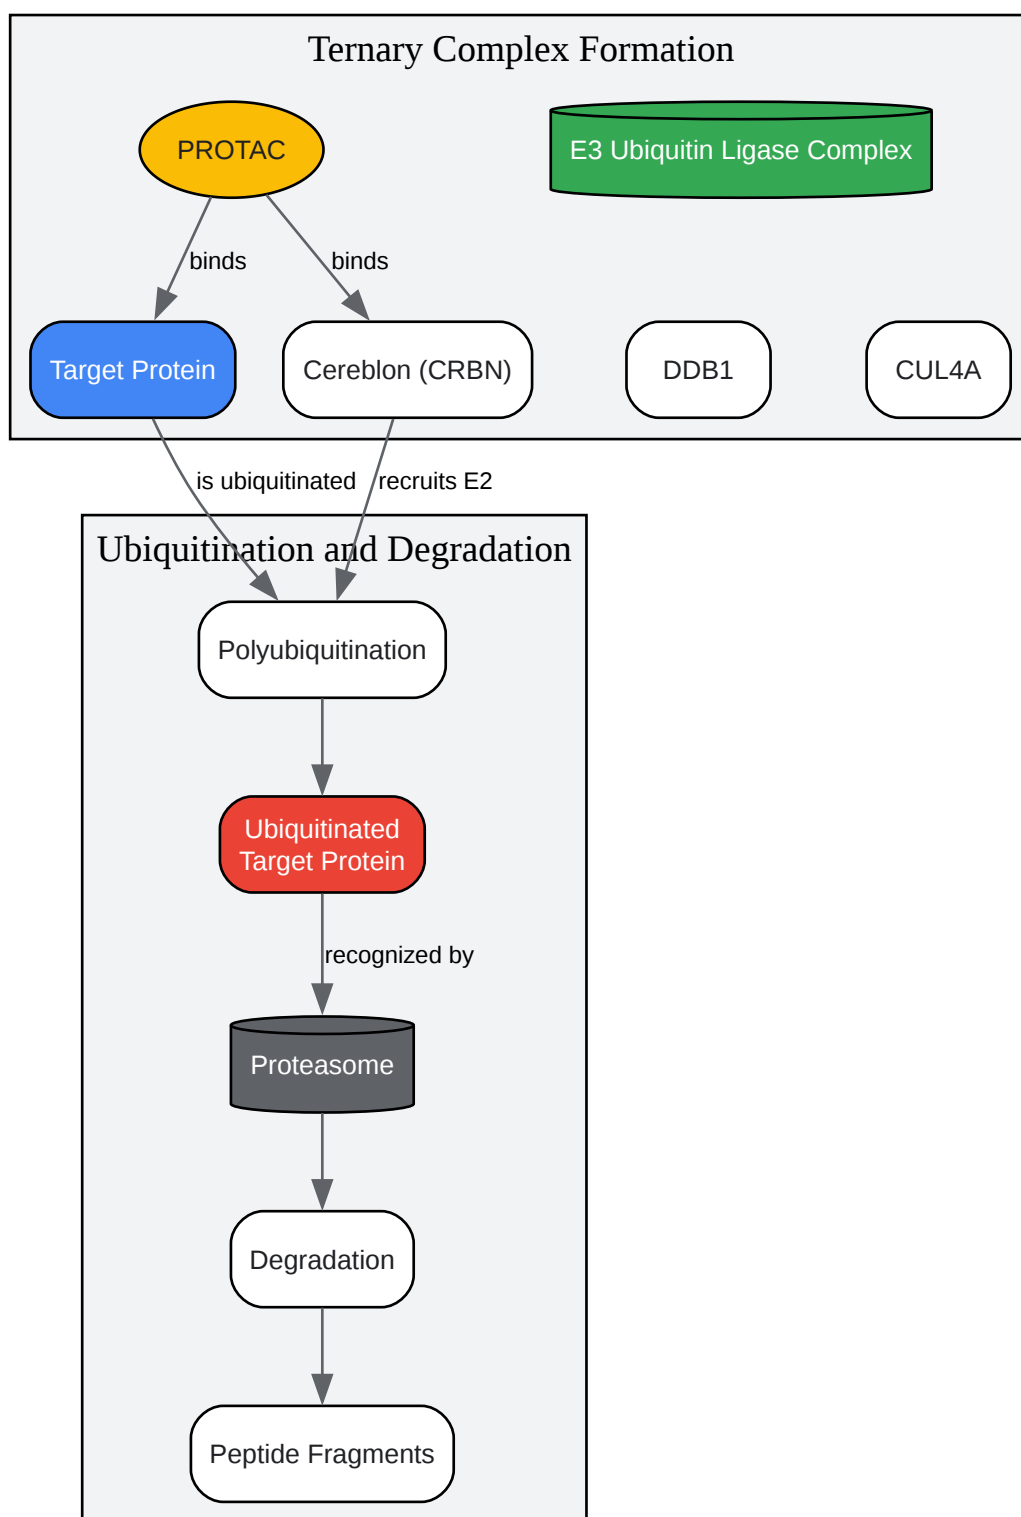 Ternary Complex Formation
PROTAC
E3 Ubiquitin Ligase Complex
binds
binds
Target Protein
Cereblon (CRBN)
DDB1
CUL4A
is ubiquitinated
recruits E2
Ubiquitination and Degradation
Polyubiquitination
Ubiquitinated
Target Protein
recognized by
Proteasome
Degradation
Peptide Fragments